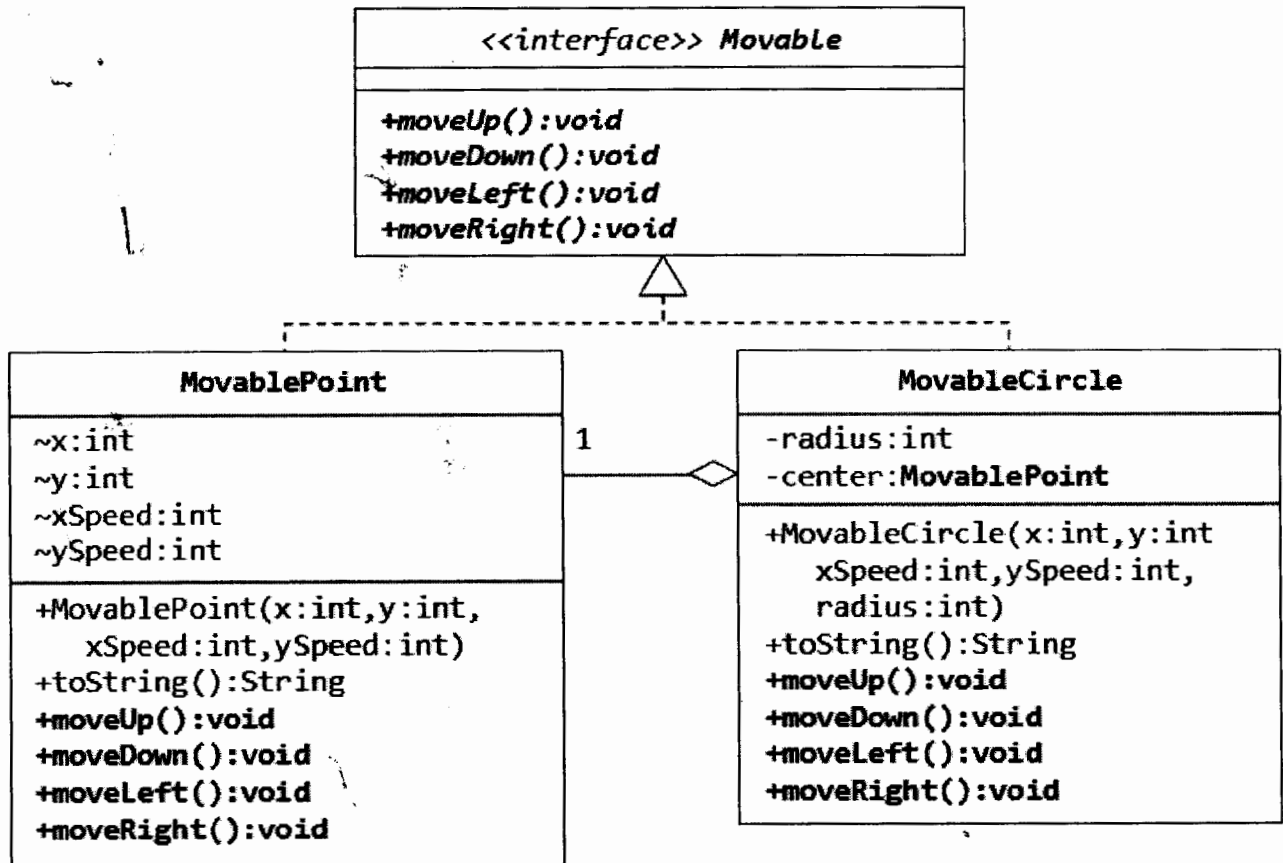 <<interface>> Movable
+moveUp():void
+moveDown():void
+moveLeft():void
+moveRight():void
MovablePoint
~x:int
~y:int
~xSpeed:int
~ySpeed:int
+MovablePoint(x:int,y:int,
xSpeed:int,ySpeed:int)
+toString():String
+moveUp():void
+moveDown():void
+moveLeft():void
+moveRight():void
1
MovableCircle
-radius:int
-center:MovablePoint
+MovableCircle(x:int,y:int
xSpeed:int,ySpeed:int,
radius:int)
+toString():String
+moveUp():void
+moveDown():void
+moveLeft():void
+moveRight():void